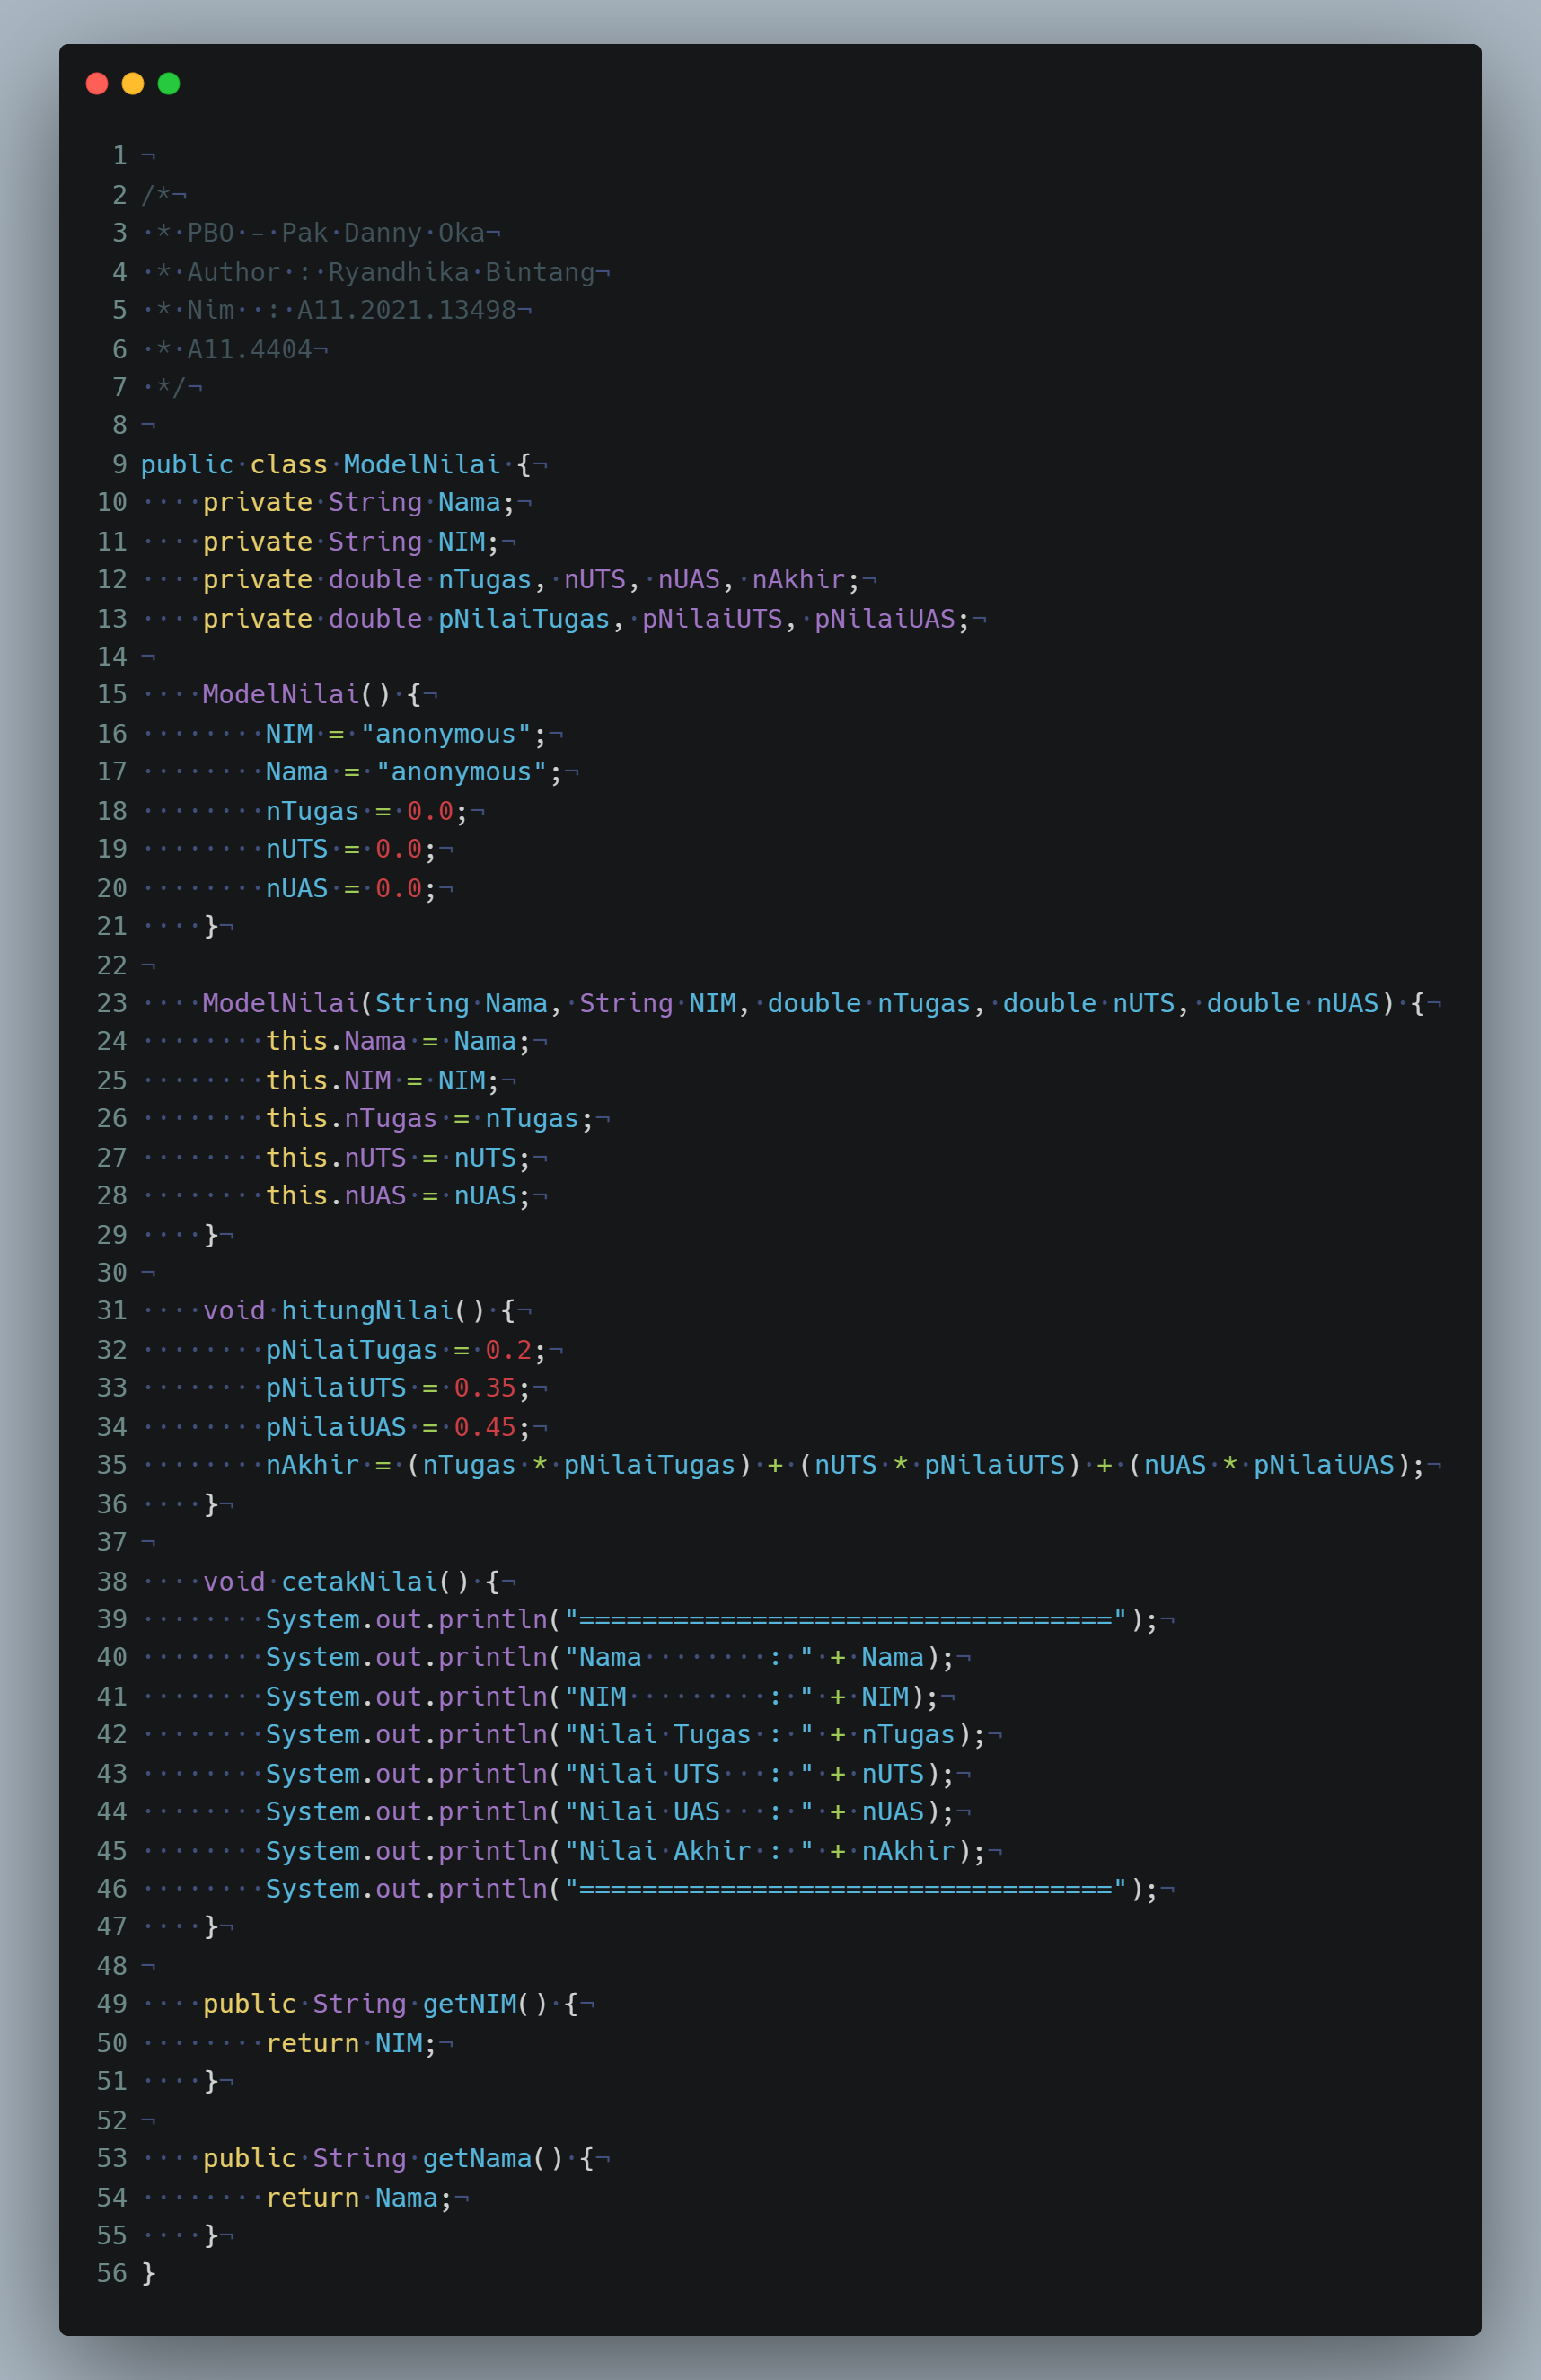 1
2 /*
3  * PBO - Pak Danny Oka
4  * Author : Ryandhika Bintang
5  * Nim  : A11.2021.13498
6  * A11.4404
7  */
8
9 public class ModelNilai {
10     private String Nama;
11     private String NIM;
12     private double nTugas, nUTS, nUAS, nAkhir;
13     private double pNilaiTugas, pNilaiUTS, pNilaiUAS;
14
15     ModelNilai() {
16         NIM = "anonymous";
17         Nama = "anonymous";
18         nTugas = 0.0;
19         nUTS = 0.0;
20         nUAS = 0.0;
21     }
22
23     ModelNilai(String Nama, String NIM, double nTugas, double nUTS, double nUAS) {
24         this.Nama = Nama;
25         this.NIM = NIM;
26         this.nTugas = nTugas;
27         this.nUTS = nUTS;
28         this.nUAS = nUAS;
29     }
30
31     void hitungNilai() {
32         pNilaiTugas = 0.2;
33         pNilaiUTS = 0.35;
34         pNilaiUAS = 0.45;
35         nAkhir = (nTugas * pNilaiTugas) + (nUTS * pNilaiUTS) + (nUAS * pNilaiUAS);
36     }
37
38     void cetakNilai() {
39         System.out.println("==================================");
40         System.out.println("Nama        : " + Nama);
41         System.out.println("NIM         : " + NIM);
42         System.out.println("Nilai Tugas : " + nTugas);
43         System.out.println("Nilai UTS   : " + nUTS);
44         System.out.println("Nilai UAS   : " + nUAS);
45         System.out.println("Nilai Akhir : " + nAkhir);
46         System.out.println("==================================");
47     }
48
49     public String getNIM() {
50         return NIM;
51     }
52
53     public String getNama() {
54         return Nama;
55     }
56 }